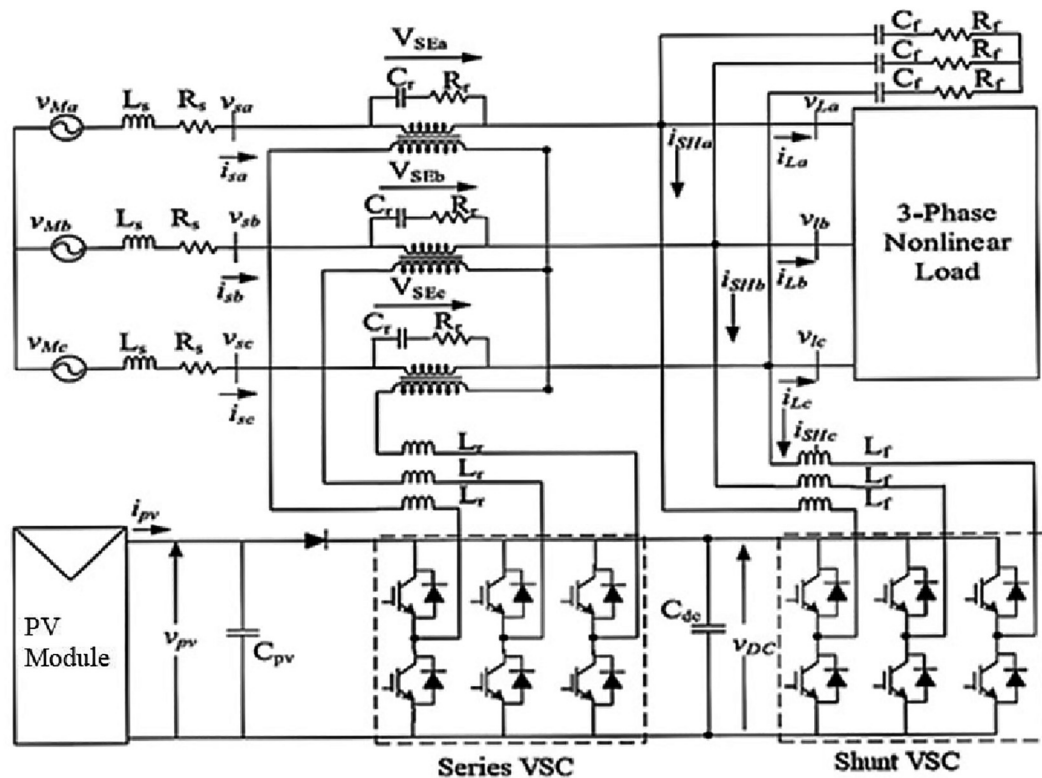 C_f R_f
C_f R_f
C_f R_f
V_SEa
C_r R_r
v_Ma L_s R_s v_sa
v_La
i_sa
i_SHa
i_La
V_SEb
C_r R_r
v_Mb L_s R_s v_sb
v_lb
i_sb
i_SHb
i_Lb
3-Phase
Nonlinear
Load
V_SEc
C_r R_r
v_Mc L_s R_s v_sc
v_lc
i_sc
i_Lc
i_SHc
L_r
L_r
L_r
L_f
L_f
L_f
i_pv
PV
Module
v_pv
C_pv
C_dc
v_DC
Series VSC
Shunt VSC